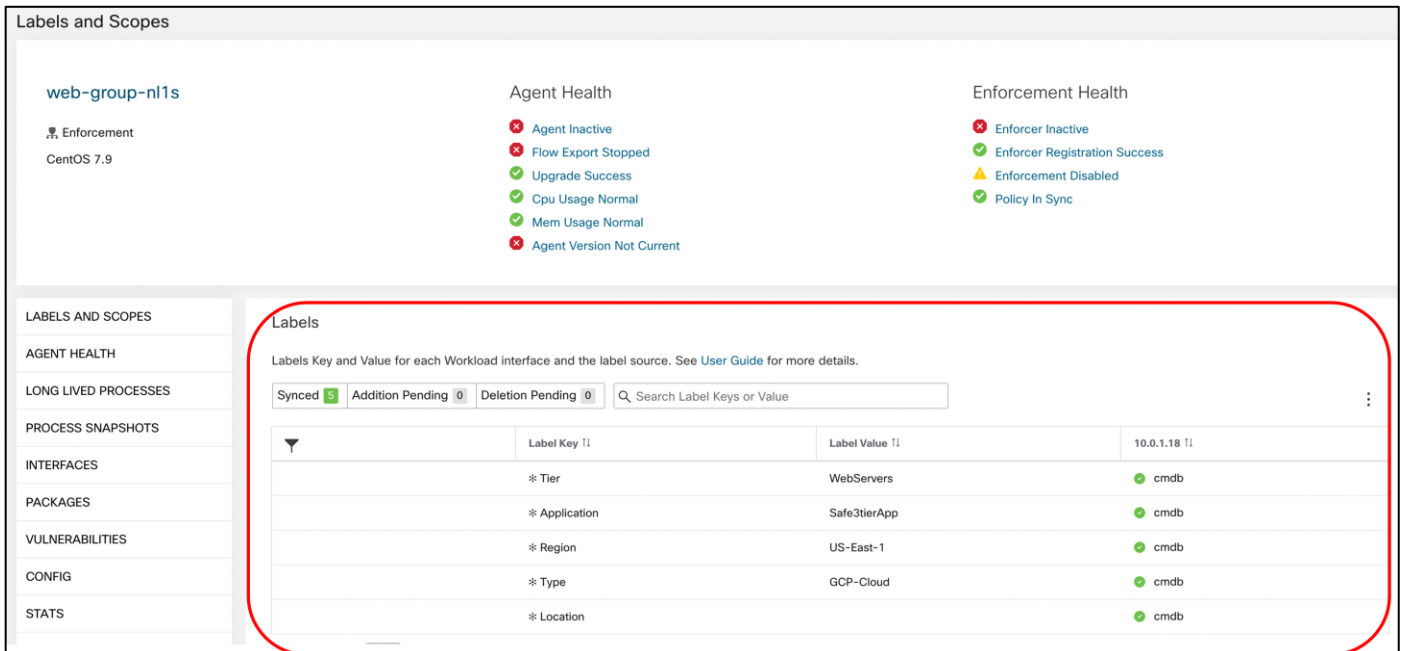 Labels and Scopes
web-group-nl1s
Enforcement
CentOS 7.9
Agent Health
Agent Inactive
Flow Export Stopped
Upgrade Success
Cpu Usage Normal
Mem Usage Normal
Agent Version Not Current
Enforcement Health
Enforcer Inactive
Enforcer Registration Success
Enforcement Disabled
Policy In Sync
LABELS AND SCOPES
AGENT HEALTH
LONG LIVED PROCESSES
PROCESS SNAPSHOTS
INTERFACES
PACKAGES
VULNERABILITIES
CONFIG
STATS
Labels
Labels Key and Value for each Workload interface and the label source. See User Guide for more details.
Synced 5 Addition Pending 0 Deletion Pending 0 Search Label Keys or Value
Label Key Label Value 10.0.1.18
* Tier WebServers cmdb
* Application Safe3tierApp cmdb
* Region US-East-1 cmdb
* Type GCP-Cloud cmdb
* Location cmdb